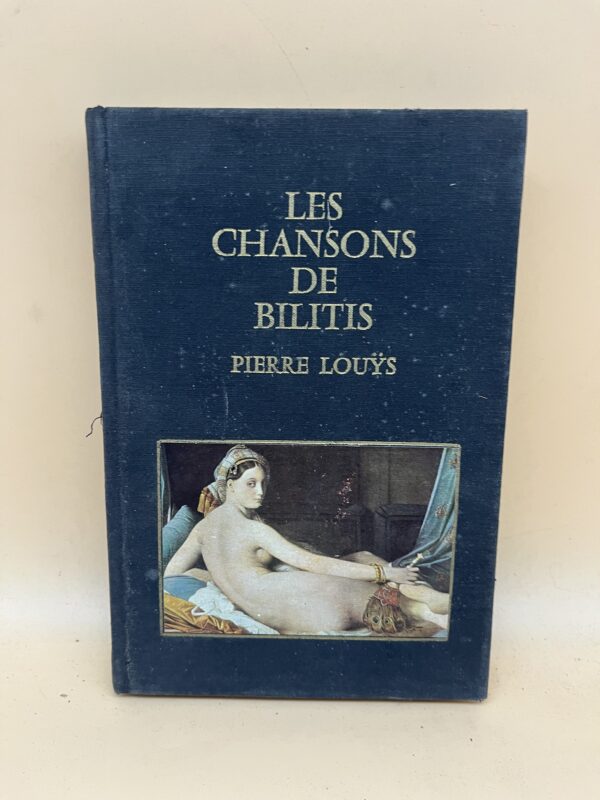 LES
CHANSONS
DE
BILITIS
PIERRE LOUŸS